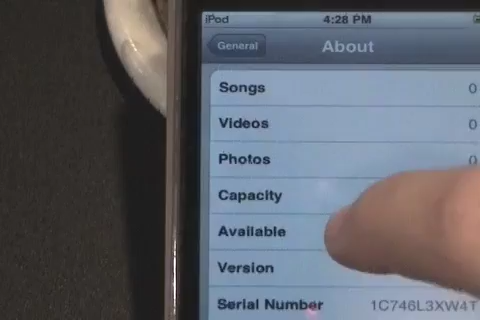 iPod 4:28 PM
General About
Songs 0
Videos 0
Photos 0
Capacity
Available
Version
Serial Number 1C746L3XW4T